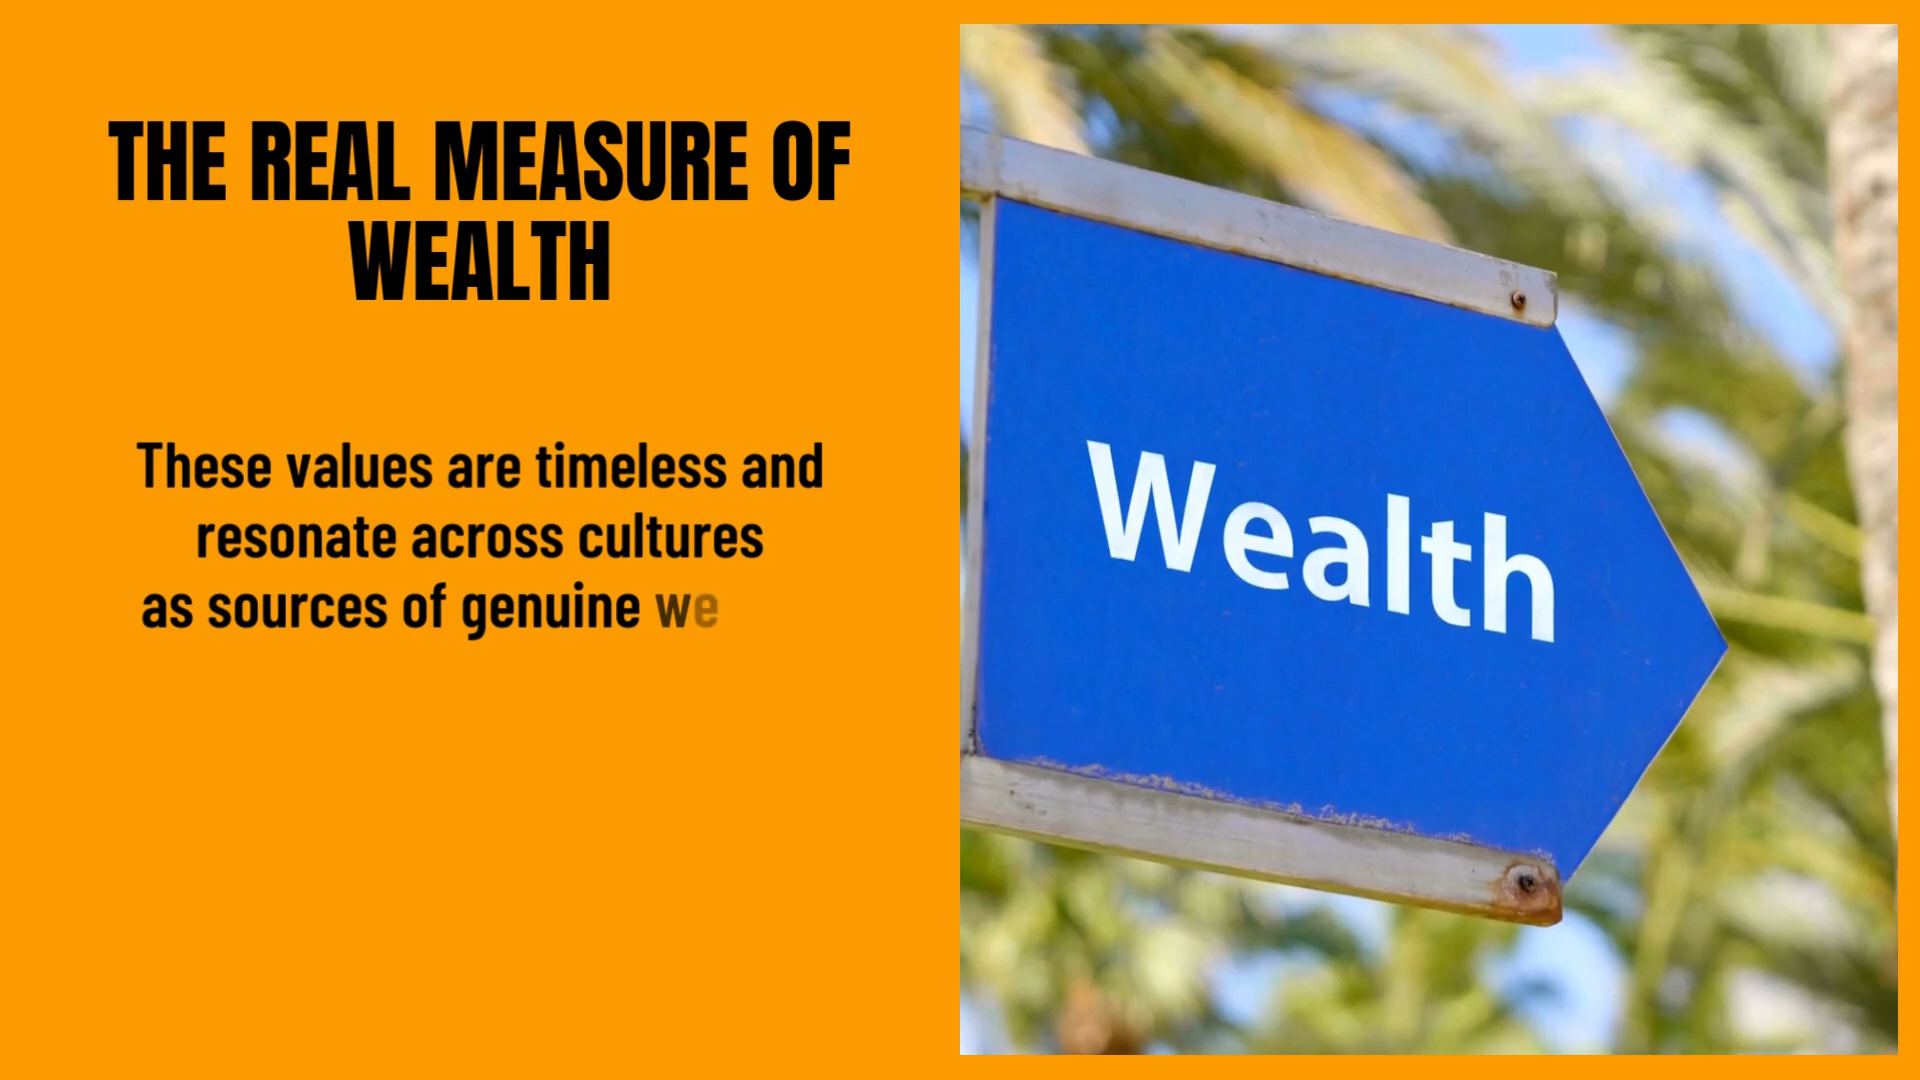 THE REAL MEASURE OF
WEALTH
These values are timeless and
resonate across cultures
as sources of genuine we
Wealth